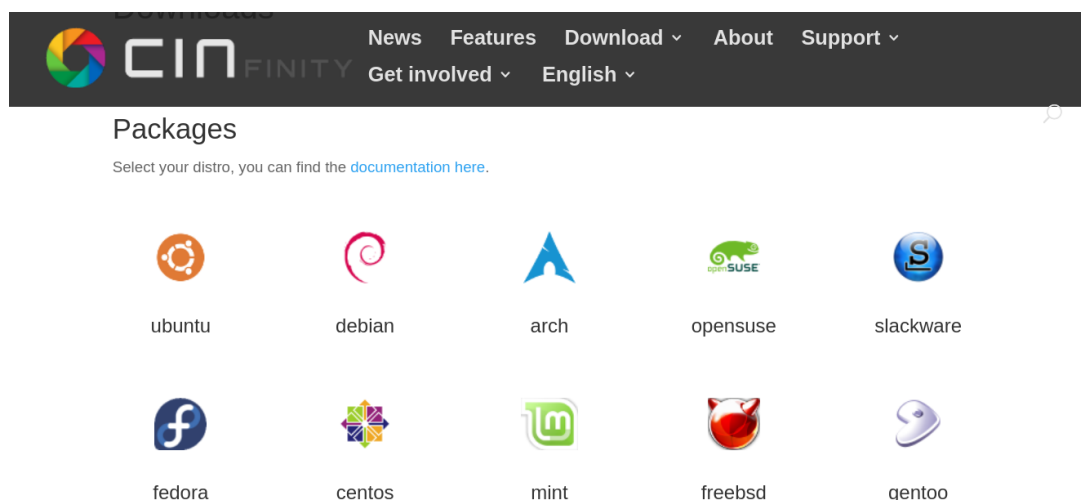 Downloads
CIN FINITY
News Features Download About Support
Get involved English
Packages
Select your distro, you can find the documentation here.
openSUSE S
ubuntu debian arch opensuse slackware
fedora centos mint freebsd gentoo